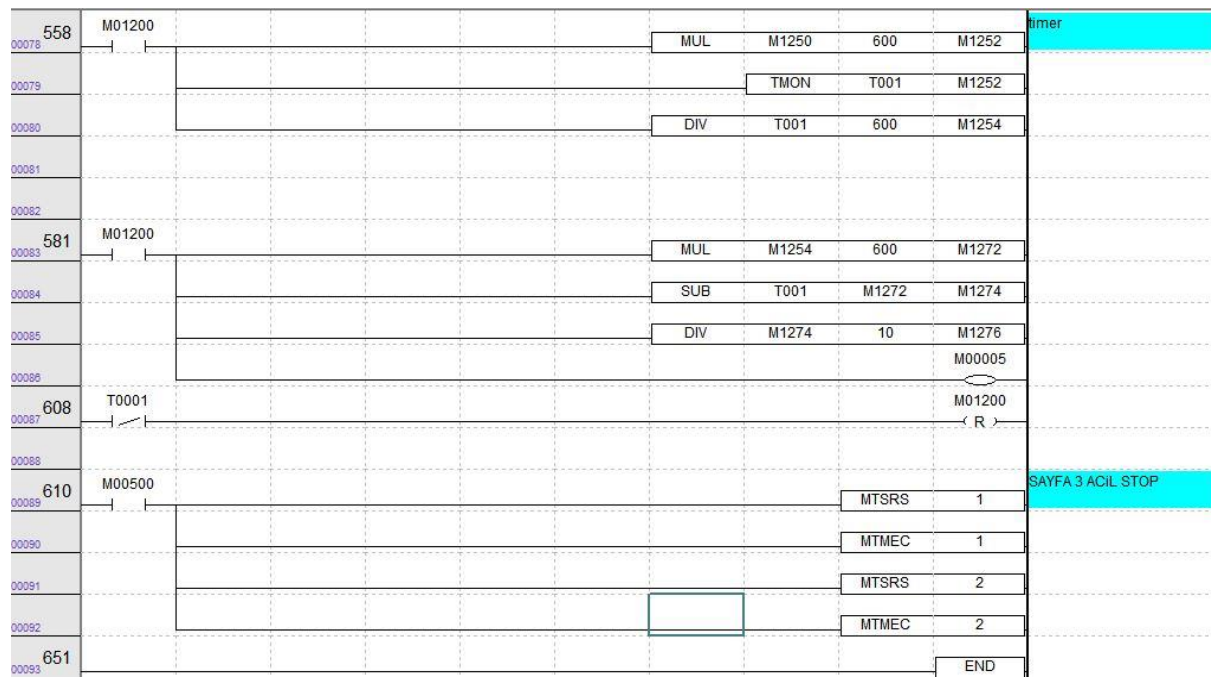 558 M01200 timer
00078 MUL M1250 600 M1252
00079 TMON T001 M1252
00080 DIV T001 600 M1254
00081
00082
581 M01200
00083 MUL M1254 600 M1272
00084 SUB T001 M1272 M1274
00085 DIV M1274 10 M1276
M00005
00086
608 T0001 M01200
00087 R
00088
610 M00500 SAYFA 3 ACiL STOP
00089 MTSRS 1
00090 MTMEC 1
00091 MTSRS 2
00092 MTMEC 2
651
00093 END